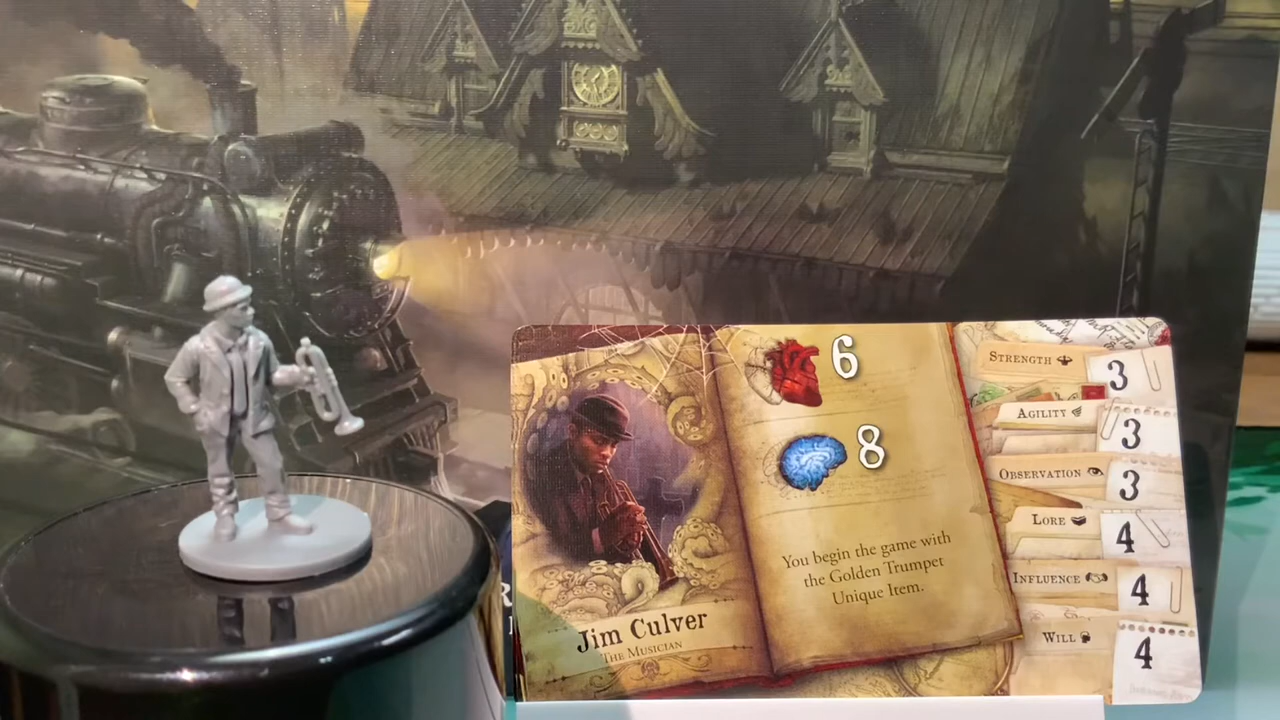 6
8
You begin the game with
the Golden Trumpet
Unique Item.
Jim Culver
The Musician
Strength 3
Agility 3
Observation 3
Lore 4
Influence 4
Will 4